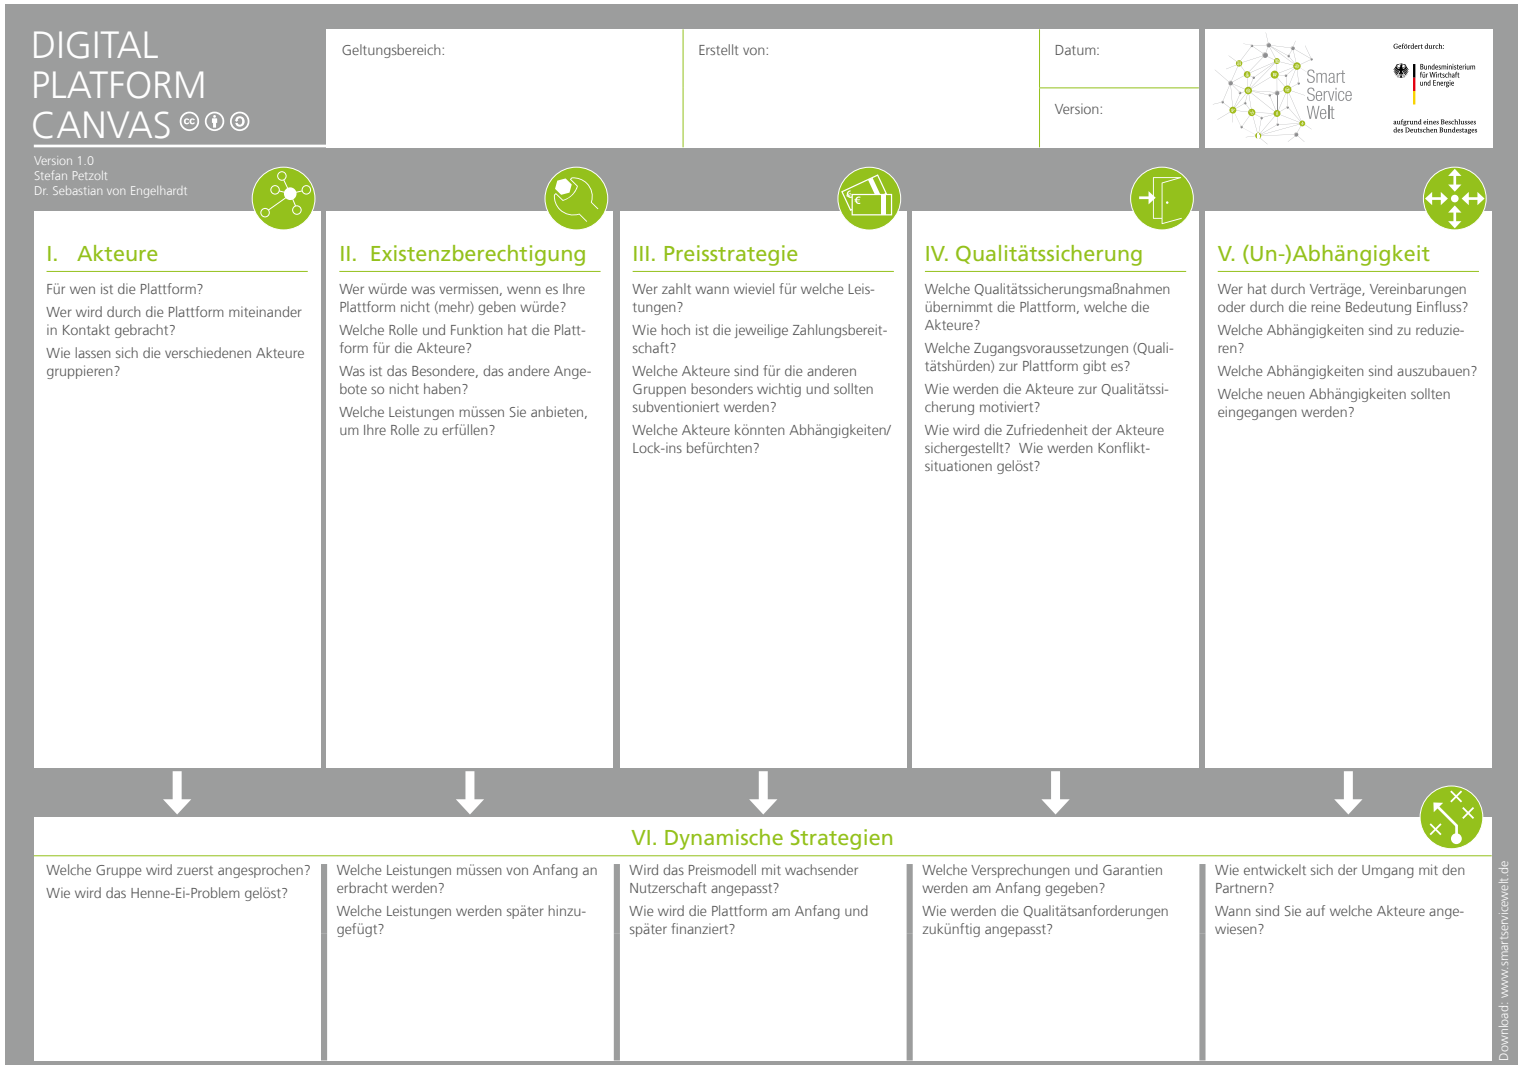 DIGITAL
PLATFORM
CANVAS
Version 1.0
Stefan Petzolt
Dr. Sebastian von Engelhardt
Geltungsbereich:
Erstellt von:
Datum:
Version:
Smart
Service
Welt
Gefördert durch:
Bundesministerium
für Wirtschaft
und Energie
aufgrund eines Beschlusses
des Deutschen Bundestages
I. Akteure
Für wen ist die Plattform?
Wer wird durch die Plattform miteinander
in Kontakt gebracht?
Wie lassen sich die verschiedenen Akteure
gruppieren?
II. Existenzberechtigung
Wer würde was vermissen, wenn es Ihre
Plattform nicht (mehr) geben würde?
Welche Rolle und Funktion hat die Platt-
form für die Akteure?
Was ist das Besondere, das andere Ange-
bote so nicht haben?
Welche Leistungen müssen Sie anbieten,
um Ihre Rolle zu erfüllen?
III. Preisstrategie
Wer zahlt wann wieviel für welche Leis-
tungen?
Wie hoch ist die jeweilige Zahlungsbereit-
schaft?
Welche Akteure sind für die anderen
Gruppen besonders wichtig und sollten
subventioniert werden?
Welche Akteure könnten Abhängigkeiten/
Lock-ins befürchten?
IV. Qualitätssicherung
Welche Qualitätssicherungsmaßnahmen
übernimmt die Plattform, welche die
Akteure?
Welche Zugangsvoraussetzungen (Quali-
tätshürden) zur Plattform gibt es?
Wie werden die Akteure zur Qualitätssi-
cherung motiviert?
Wie wird die Zufriedenheit der Akteure
sichergestellt? Wie werden Konflikt-
situationen gelöst?
V. (Un-)Abhängigkeit
Wer hat durch Verträge, Vereinbarungen
oder durch die reine Bedeutung Einfluss?
Welche Abhängigkeiten sind zu reduzie-
ren?
Welche Abhängigkeiten sind auszubauen?
Welche neuen Abhängigkeiten sollten
eingegangen werden?
VI. Dynamische Strategien
Welche Gruppe wird zuerst angesprochen?
Wie wird das Henne-Ei-Problem gelöst?
Welche Leistungen müssen von Anfang an
erbracht werden?
Welche Leistungen werden später hinzu-
gefügt?
Wird das Preismodell mit wachsender
Nutzerschaft angepasst?
Wie wird die Plattform am Anfang und
später finanziert?
Welche Versprechungen und Garantien
werden am Anfang gegeben?
Wie werden die Qualitätsanforderungen
zukünftig angepasst?
Wie entwickelt sich der Umgang mit den
Partnern?
Wann sind Sie auf welche Akteure ange-
wiesen?
Download: www.smartservicewelt.de